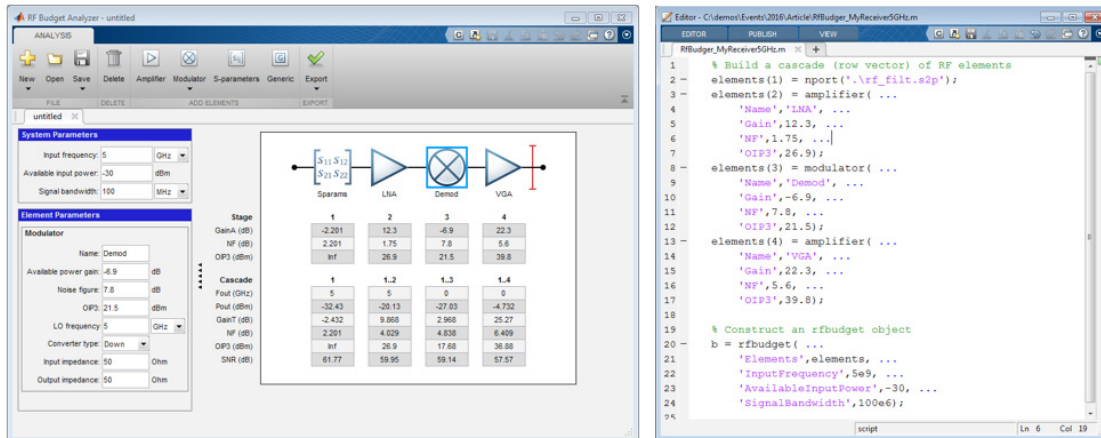 RF Budget Analyzer - untitled
ANALYSIS
New Open Save Delete Amplifier Modulator S-parameters Generic Export
FILE DELETE ADD ELEMENTS EXPORT
untitled
System Parameters
Input frequency: 5 GHz
Available input power: -30 dBm
Signal bandwidth: 100 MHz
Element Parameters
Modulator
Name: Demod
Available power gain: -6.9 dB
Noise figure: 7.8 dB
OIP3: 21.5 dBm
LO frequency: 5 GHz
Converter type: Down
Input impedance: 50 Ohm
Output impedance: 50 Ohm
S11 S12
S21 S22
Sparams LNA Demod VGA
Stage 1 2 3 4
GainA (dB) -2.201 12.3 -6.9 22.3
NF (dB) 2.201 1.75 7.8 5.6
OIP3 (dBm) Inf 26.9 21.5 39.8
Cascade 1 1..2 1..3 1..4
Fout (GHz) 5 5 0 0
Pout (dBm) -32.43 -20.13 -27.03 -4.732
GainT (dB) -2.432 9.868 2.968 25.27
NF (dB) 2.201 4.029 4.838 6.409
OIP3 (dBm) Inf 26.9 17.68 36.88
SNR (dB) 61.77 59.95 59.14 57.57
Editor - C:\demos\Events\2016\Article\RfBudger_MyReceiver5GHz.m
EDITOR PUBLISH VIEW
RfBudger_MyReceiver5GHz.m
1 % Build a cascade (row vector) of RF elements
2 – elements(1) = nport('.\rf_filt.s2p');
3 – elements(2) = amplifier( ...
4 'Name','LNA', ...
5 'Gain',12.3, ...
6 'NF',1.75, ...
7 'OIP3',26.9);
8 – elements(3) = modulator( ...
9 'Name','Demod', ...
10 'Gain',-6.9, ...
11 'NF',7.8, ...
12 'OIP3',21.5);
13 – elements(4) = amplifier( ...
14 'Name','VGA', ...
15 'Gain',22.3, ...
16 'NF',5.6, ...
17 'OIP3',39.8);
18
19 % Construct an rfbudget object
20 – b = rfbudget( ...
21 'Elements',elements, ...
22 'InputFrequency',5e9, ...
23 'AvailableInputPower',-30, ...
24 'SignalBandwidth',100e6);
25
script Ln 6 Col 19